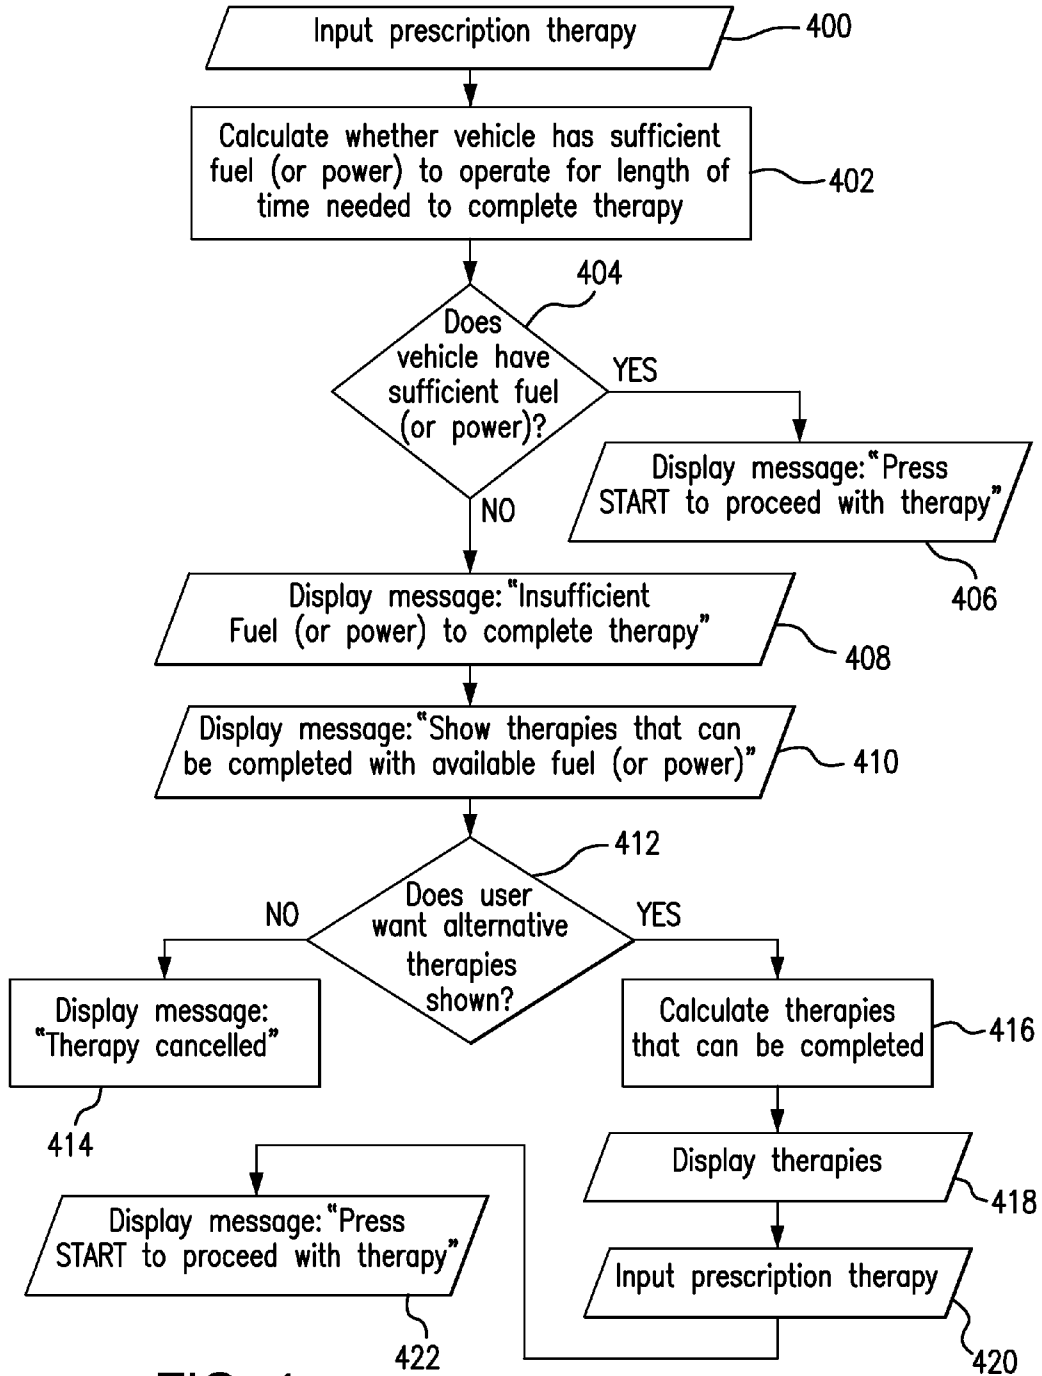 Input prescription therapy
400
Calculate whether vehicle has sufficient
fuel (or power) to operate for length of
time needed to complete therapy
402
404
Does
vehicle have
sufficient fuel
(or power)?
YES
NO
Display message: "Press
START to proceed with therapy"
406
Display message: "Insufficient
Fuel (or power) to complete therapy"
408
Display message: "Show therapies that can
be completed with available fuel (or power)"
410
412
Does user
want alternative
therapies
shown?
NO
YES
Display message:
"Therapy cancelled"
414
Calculate therapies
that can be completed
416
Display therapies
418
Display message: "Press
START to proceed with therapy"
422
Input prescription therapy
420